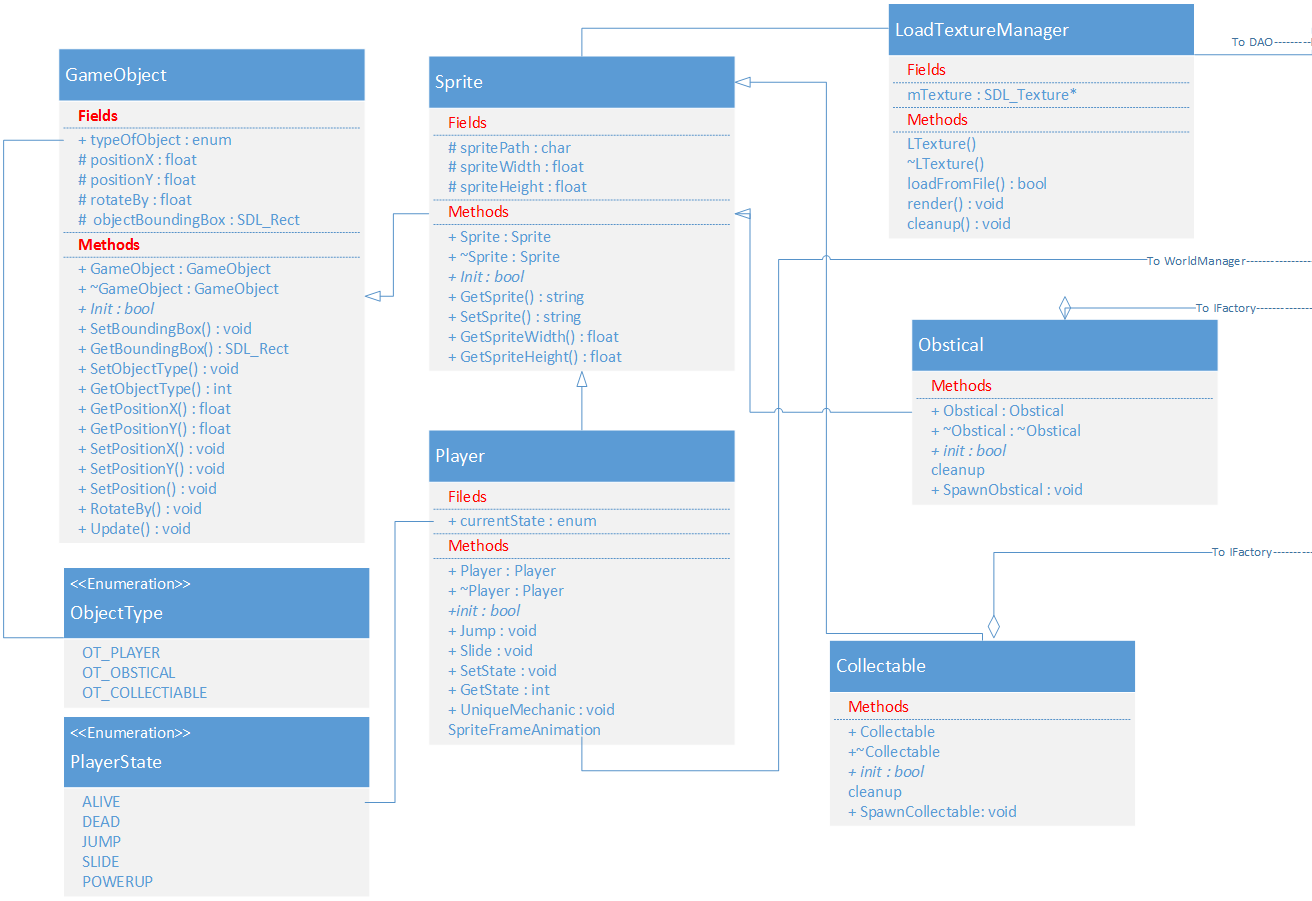 GameObject
Fields
+ typeOfObject : enum
# positionX : float
# positionY : float
# rotateBy : float
# objectBoundingBox : SDL_Rect
Methods
+ GameObject : GameObject
+ ~GameObject : GameObject
+ Init : bool
+ SetBoundingBox() : void
+ GetBoundingBox() : SDL_Rect
+ SetObjectType() : void
+ GetObjectType() : int
+ GetPositionX() : float
+ GetPositionY() : float
+ SetPositionX() : void
+ SetPositionY() : void
+ SetPosition() : void
+ RotateBy() : void
+ Update() : void
<<Enumeration>>
ObjectType
OT_PLAYER
OT_OBSTICAL
OT_COLLECTIABLE
<<Enumeration>>
PlayerState
ALIVE
DEAD
JUMP
SLIDE
POWERUP
Sprite
Fields
# spritePath : char
# spriteWidth : float
# spriteHeight : float
Methods
+ Sprite : Sprite
+ ~Sprite : Sprite
+ Init : bool
+ GetSprite() : string
+ SetSprite() : string
+ GetSpriteWidth() : float
+ GetSpriteHeight() : float
Player
Fileds
+ currentState : enum
Methods
+ Player : Player
+ ~Player : Player
+init : bool
+ Jump : void
+ Slide : void
+ SetState : void
+ GetState : int
+ UniqueMechanic : void
SpriteFrameAnimation
LoadTextureManager
Fields
mTexture : SDL_Texture*
Methods
LTexture()
~LTexture()
loadFromFile() : bool
render() : void
cleanup() : void
To DAO
To WorldManager
To IFactory
Obstical
Methods
+ Obstical : Obstical
+ ~Obstical : ~Obstical
+ init : bool
cleanup
+ SpawnObstical : void
To IFactory
Collectable
Methods
+ Collectable
+~Collectable
+ init : bool
cleanup
+ SpawnCollectable: void